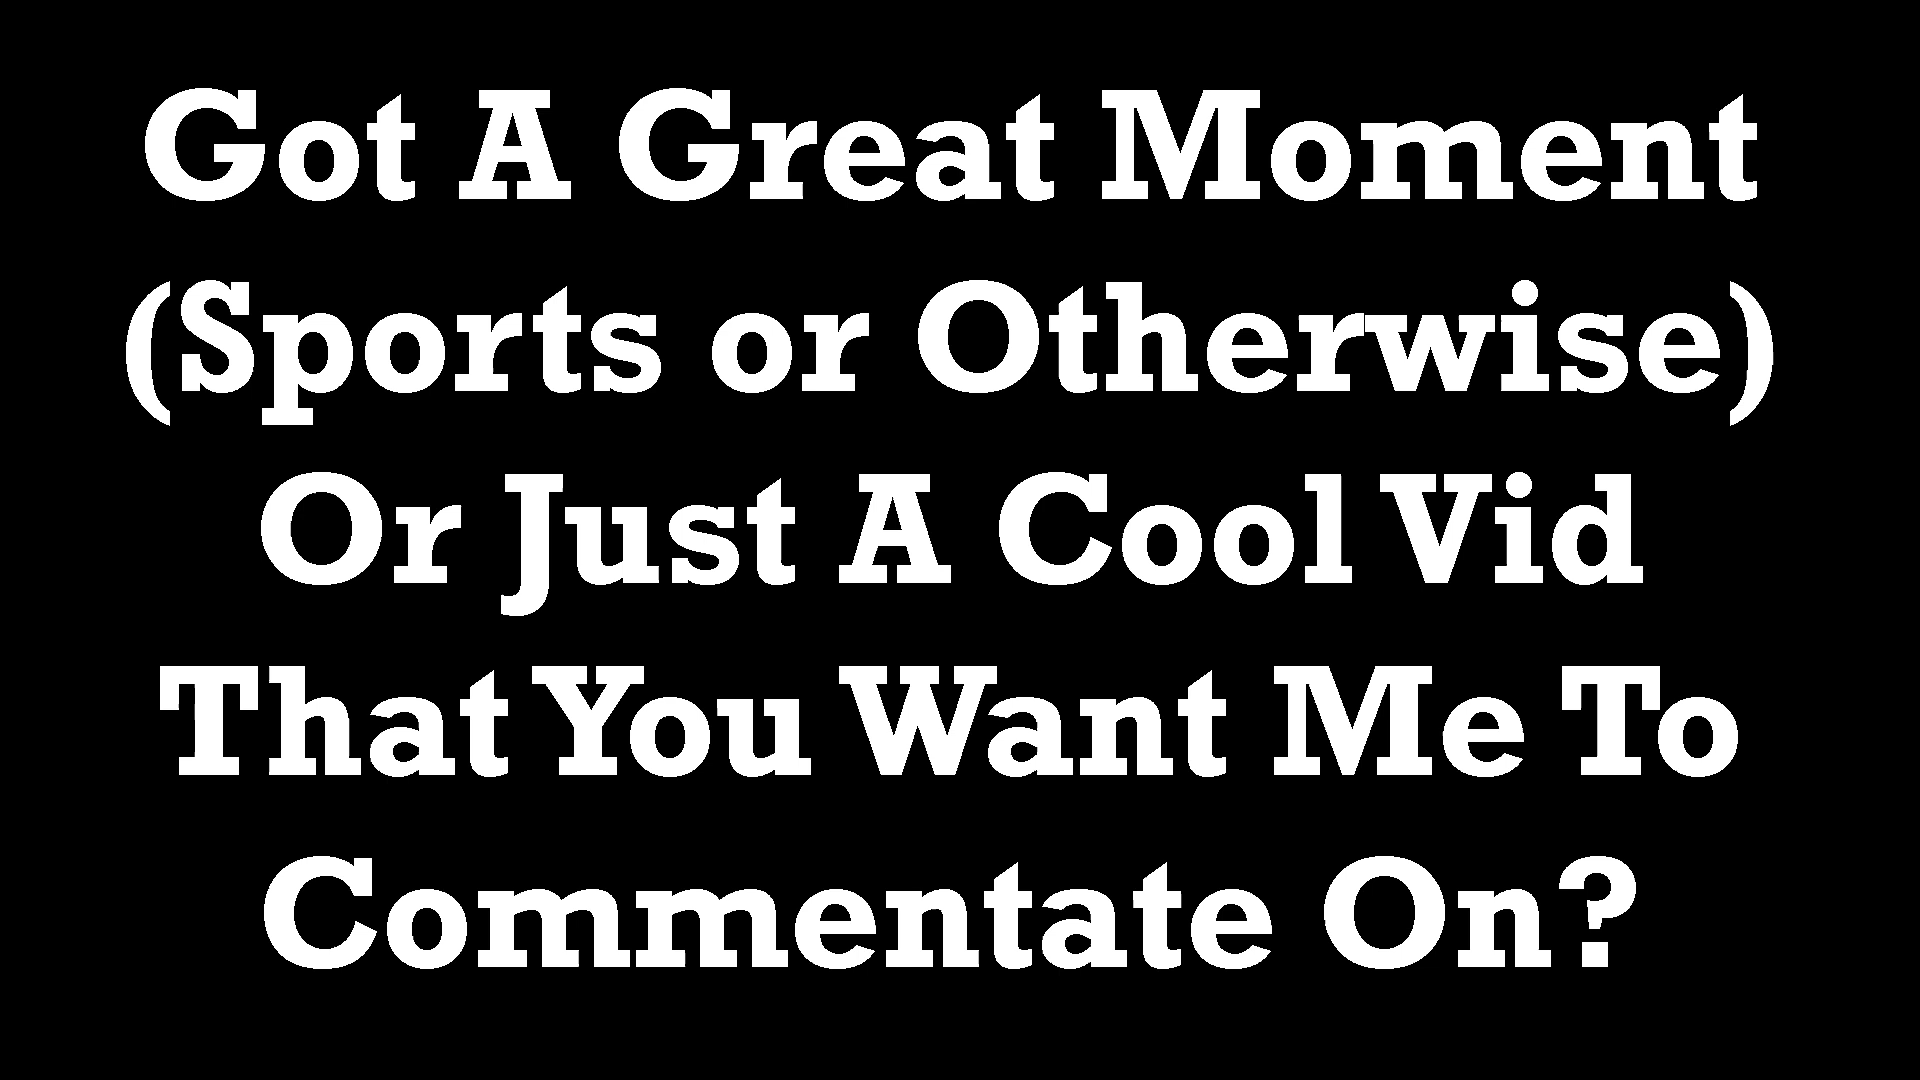 Got A Great Moment
(Sports or Otherwise)
Or Just A Cool Vid
That You Want Me To
Commentate On?